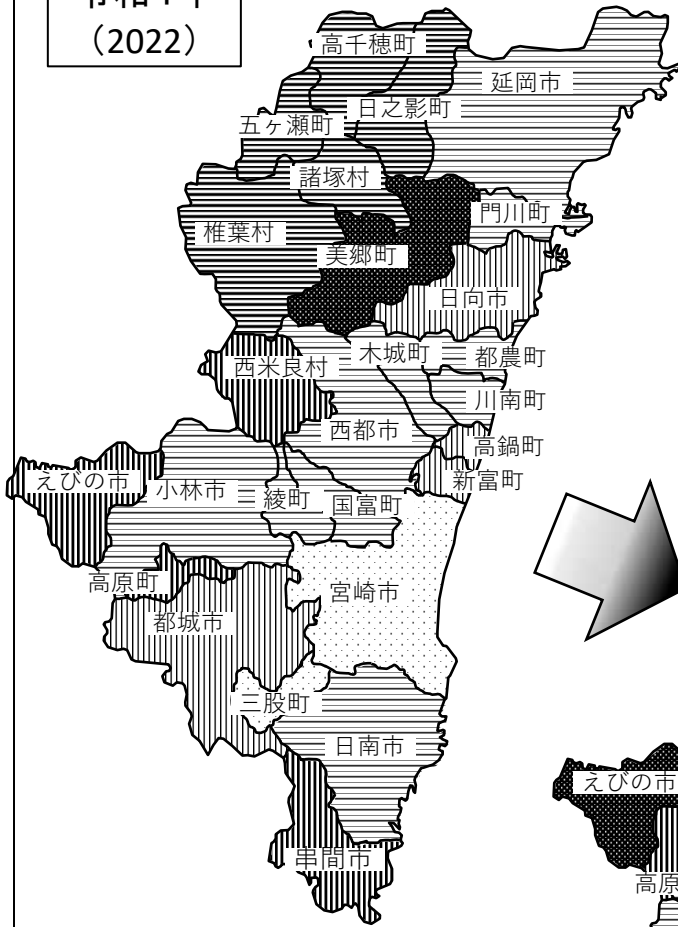 (2022)
高千穂町
延岡市
日之影町
五ヶ瀬町
諸塚村
門川町
椎葉村
美郷町
日向市
木城町
都農町
西米良村
川南町
西都市
高鍋町
えびの市
小林市
綾町
国富町
新富町
高原町
宮崎市
都城市
三股町
日南市
えびの市
串間市
高原